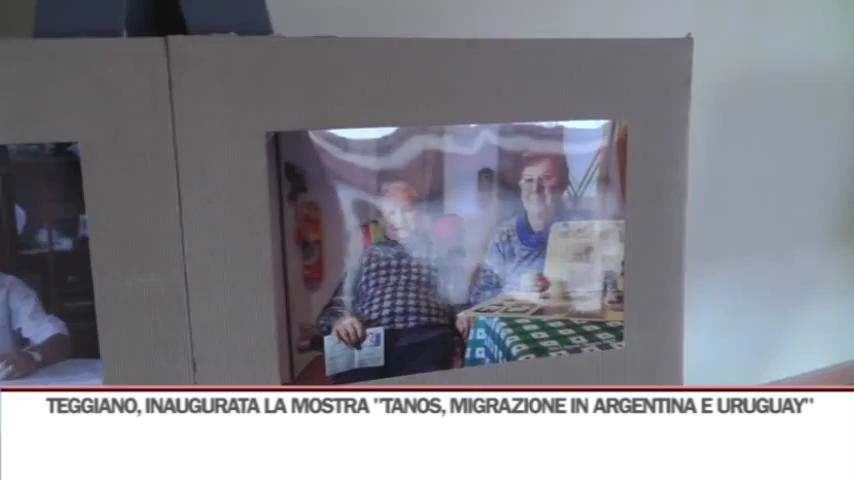 TEGGIANO, INAUGURATA LA MOSTRA "TANOS, MIGRAZIONE IN ARGENTINA E URUGUAY"